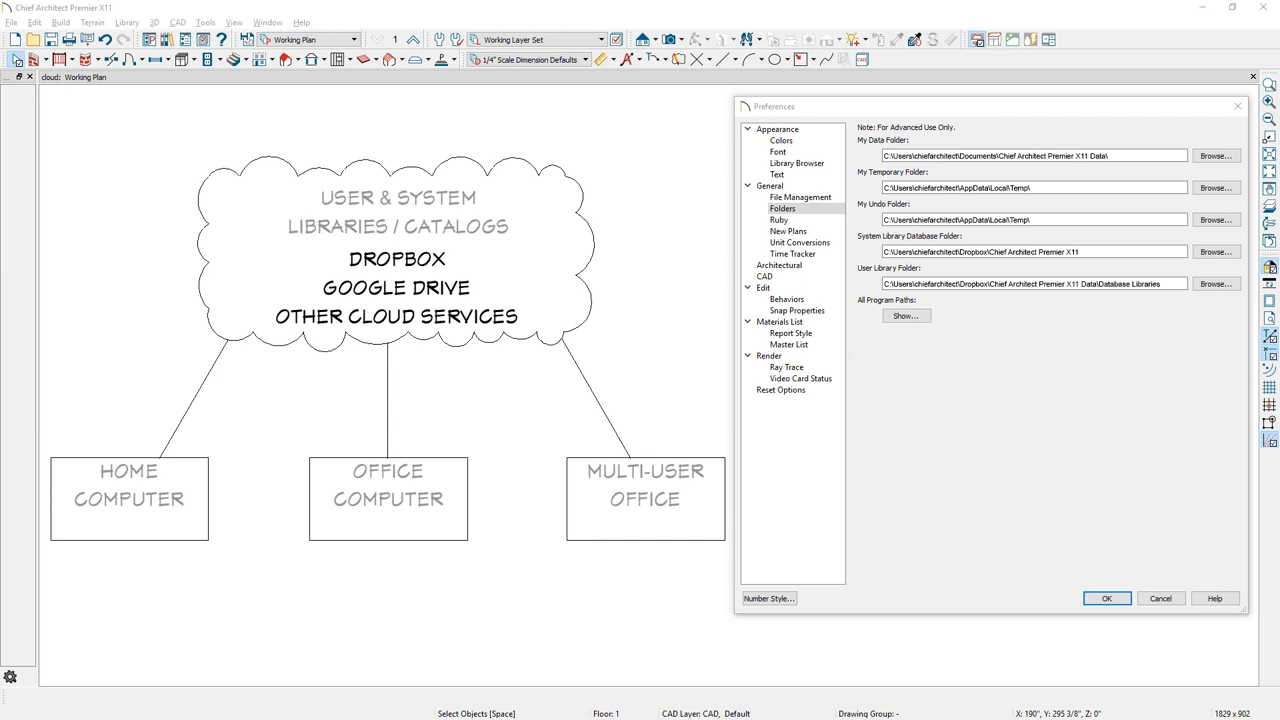 Chief Architect Premier X11
File Edit Build Terrain Library 3D CAD Tools View Window Help
Working Plan 1 Working Layer Set
1/4" Scale Dimension Defaults
... cloud: Working Plan
USER & SYSTEM
LIBRARIES / CATALOGS
DROPBOX
GOOGLE DRIVE
OTHER CLOUD SERVICES
HOME
COMPUTER
OFFICE
COMPUTER
MULTI-USER
OFFICE
Preferences
Appearance
Colors
Font
Library Browser
Text
General
File Management
Folders
Ruby
New Plans
Unit Conversions
Time Tracker
Architectural
CAD
Edit
Behaviors
Snap Properties
Materials List
Report Style
Master List
Render
Ray Trace
Video Card Status
Reset Options
Note: For Advanced Use Only.
My Data Folder:
C:\Users\chiefarchitect\Documents\Chief Architect Premier X11 Data\ Browse...
My Temporary Folder:
C:\Users\chiefarchitect\AppData\Local\Temp\ Browse...
My Undo Folder:
C:\Users\chiefarchitect\AppData\Local\Temp\ Browse...
System Library Database Folder:
C:\Users\chiefarchitect\Dropbox\Chief Architect Premier X11 Browse...
User Library Folder:
C:\Users\chiefarchitect\Dropbox\Chief Architect Premier X11 Data\Database Libraries Browse...
All Program Paths:
Show...
Number Style... OK Cancel Help
Select Objects [Space] Floor: 1 CAD Layer: CAD, Default Drawing Group: - X: 190", Y: 295 3/8", Z: 0" 1829 x 902